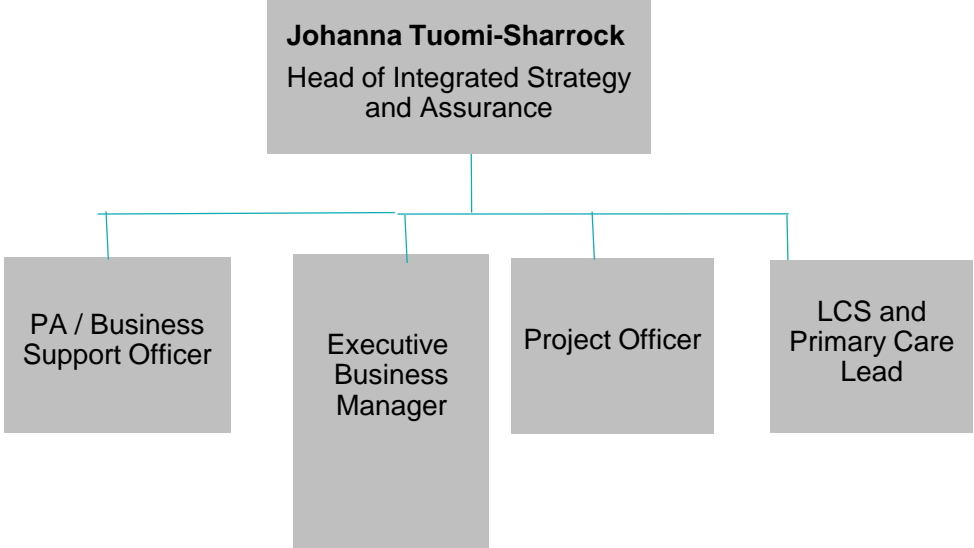 Johanna Tuomi-Sharrock
Head of Integrated Strategy
and Assurance
PA / Business
Support Officer
Executive
Business
Manager
Project Officer
LCS and
Primary Care
Lead